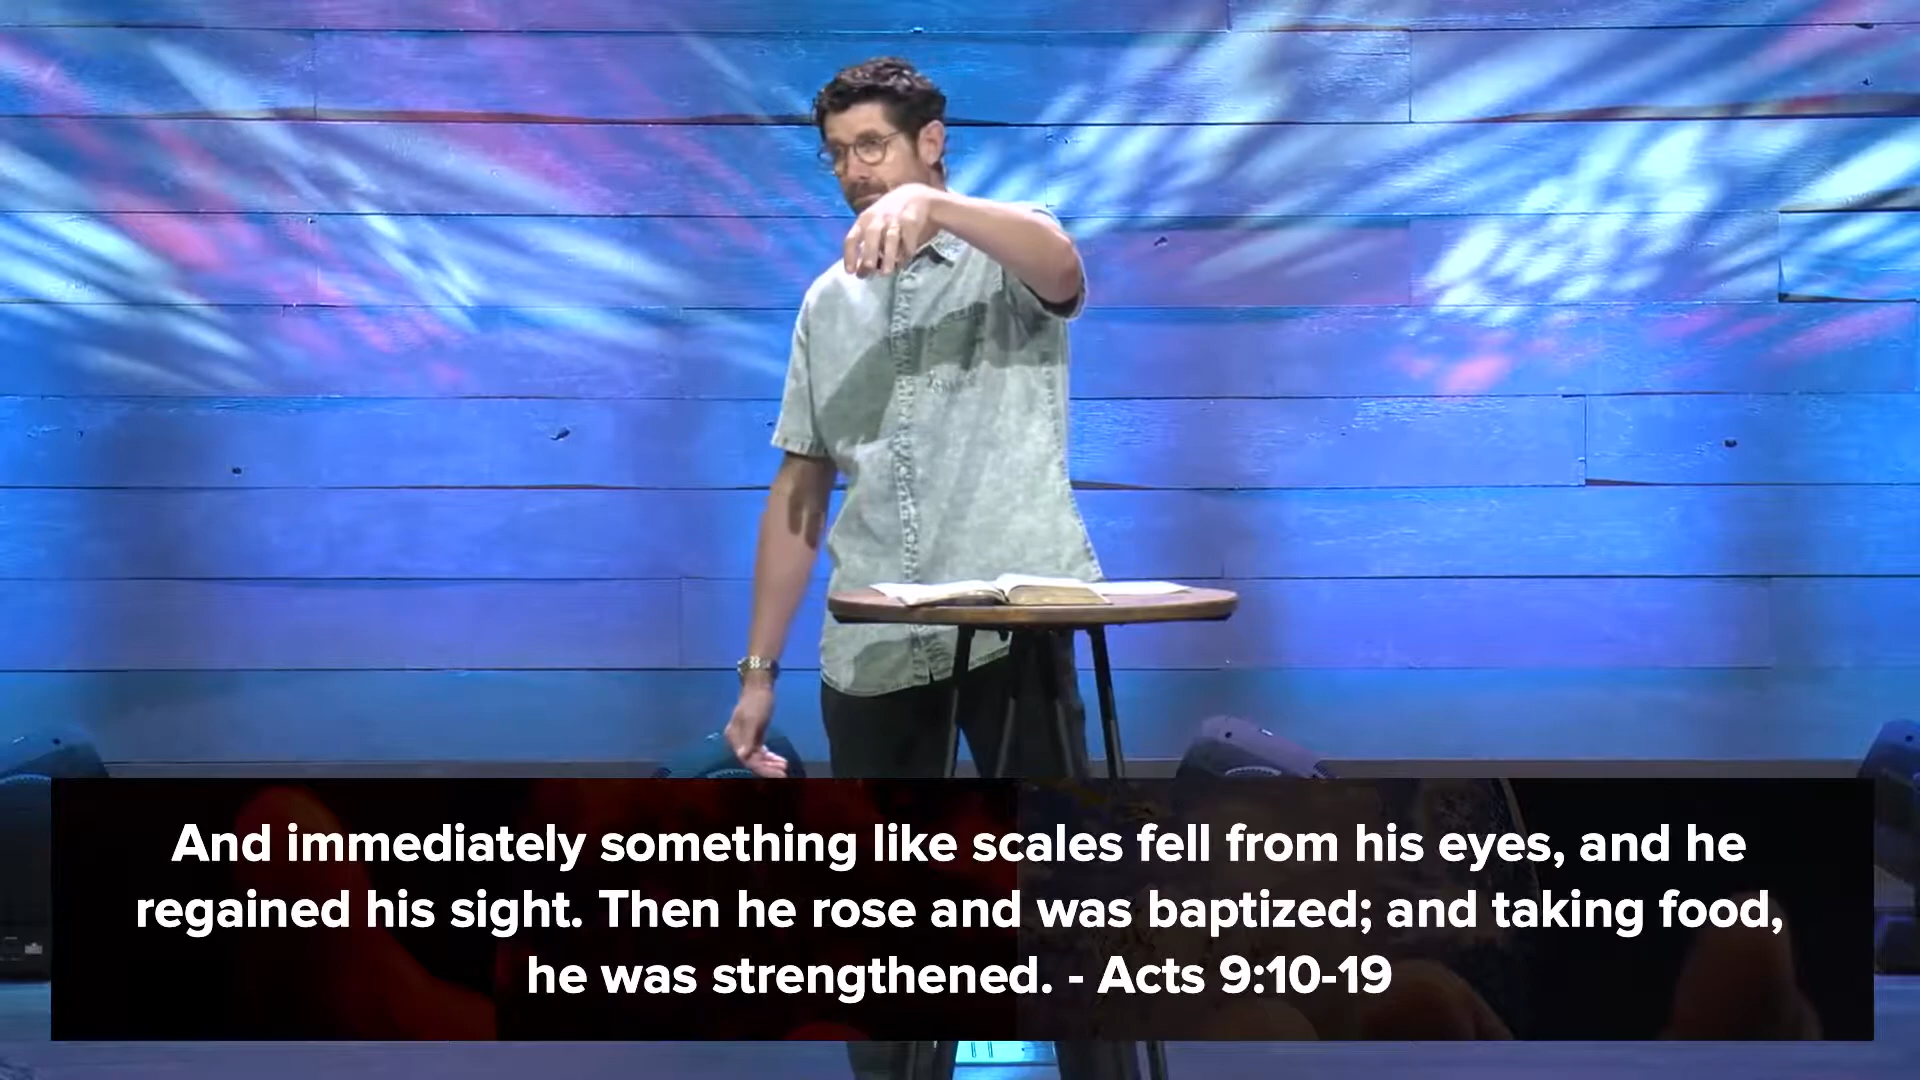 And immediately something like scales fell from his eyes, and he
regained his sight. Then he rose and was baptized; and taking food,
he was strengthened. - Acts 9:10-19